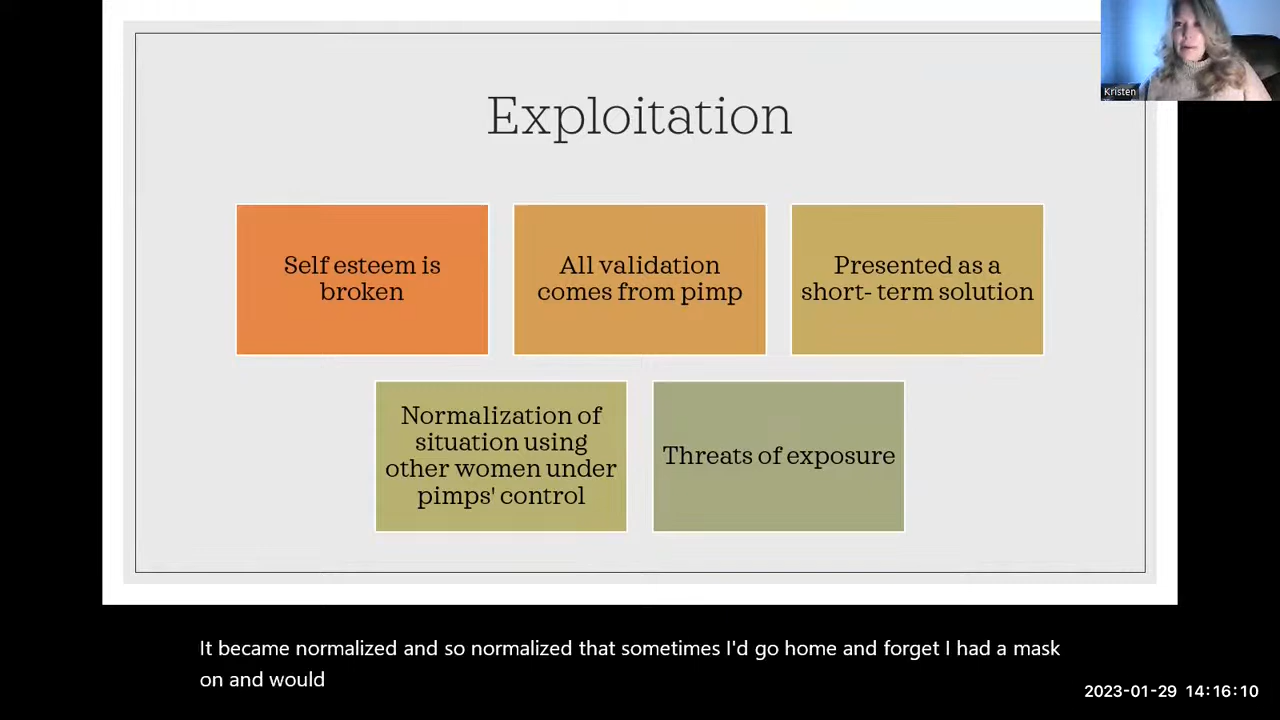 Kristen
Exploitation
Self esteem is
broken
All validation
comes from pimp
Presented as a
short- term solution
Normalization of
situation using
other women under
pimps' control
Threats of exposure
It became normalized and so normalized that sometimes I'd go home and forget I had a mask
on and would
2023-01-29 14:16:10